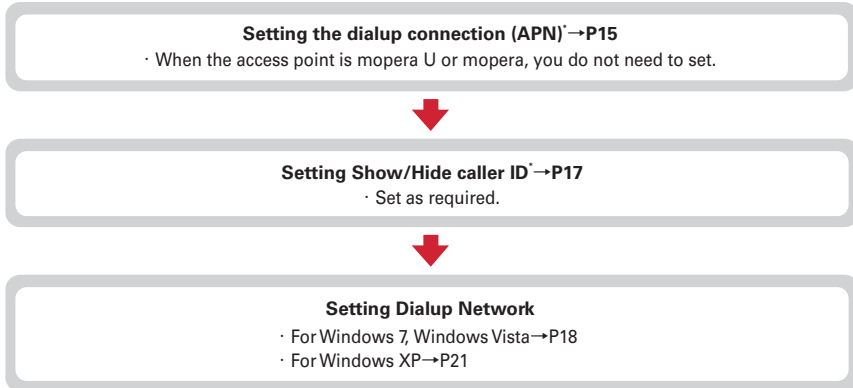 Setting the dialup connection (APN)*→P15
· When the access point is mopera U or mopera, you do not need to set.
Setting Show/Hide caller ID*→P17
· Set as required.
Setting Dialup Network
· For Windows 7, Windows Vista→P18
· For Windows XP→P21